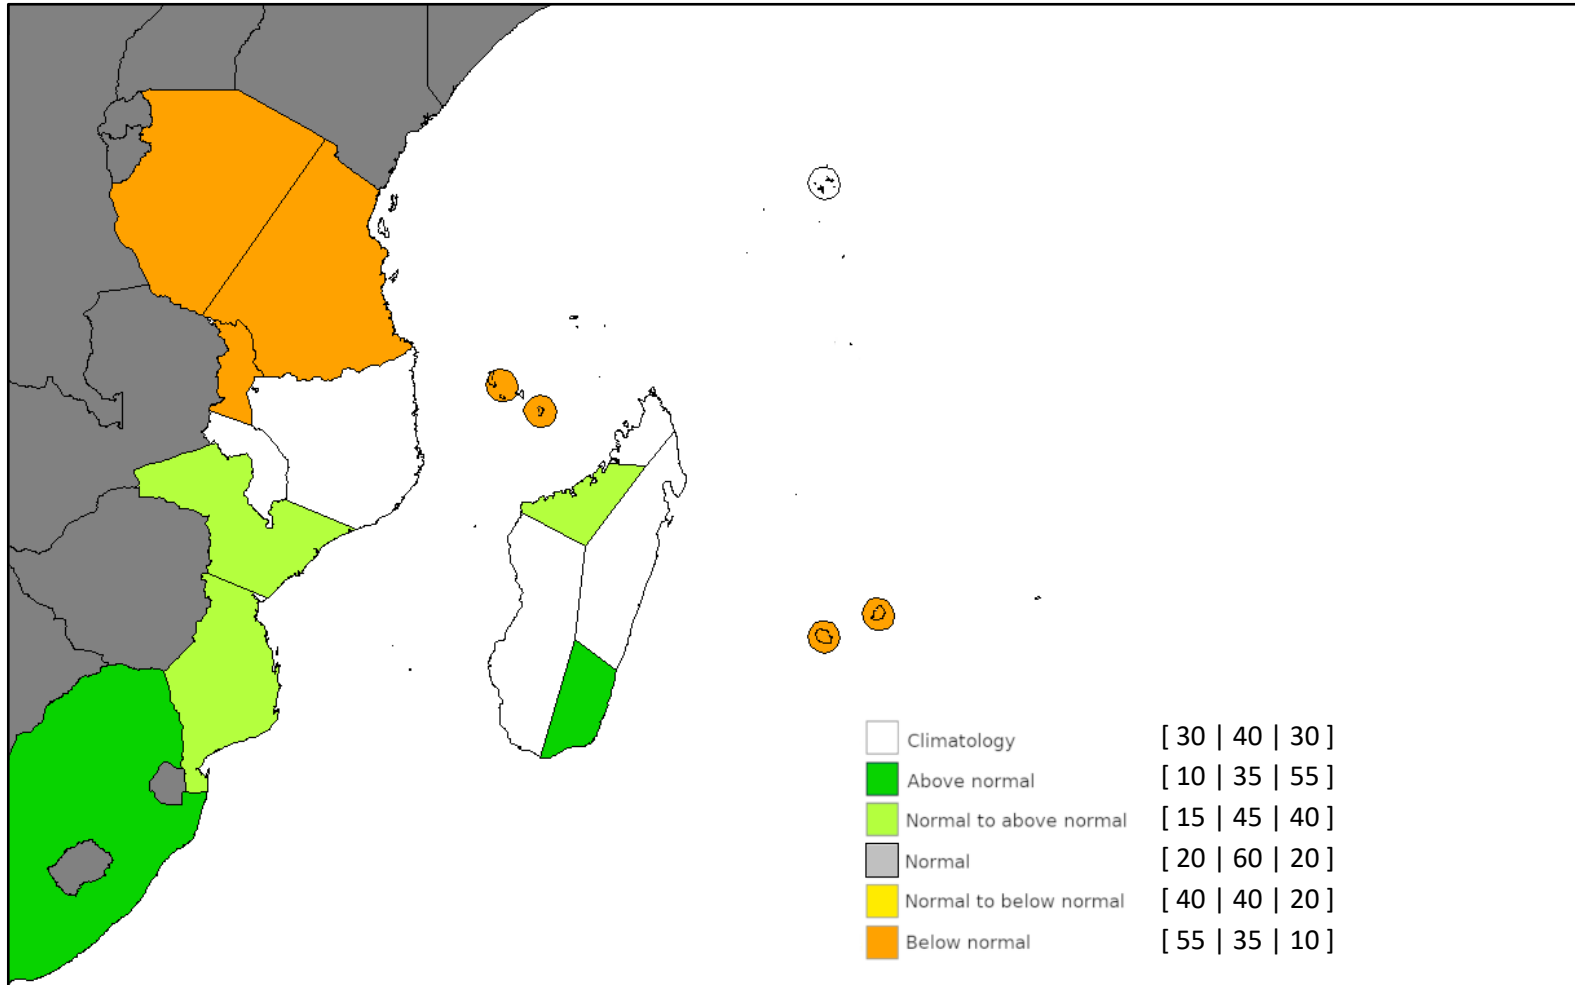 Climatology [ 30 | 40 | 30 ]
Above normal [ 10 | 35 | 55 ]
Normal to above normal [ 15 | 45 | 40 ]
Normal [ 20 | 60 | 20 ]
Normal to below normal [ 40 | 40 | 20 ]
Below normal [ 55 | 35 | 10 ]